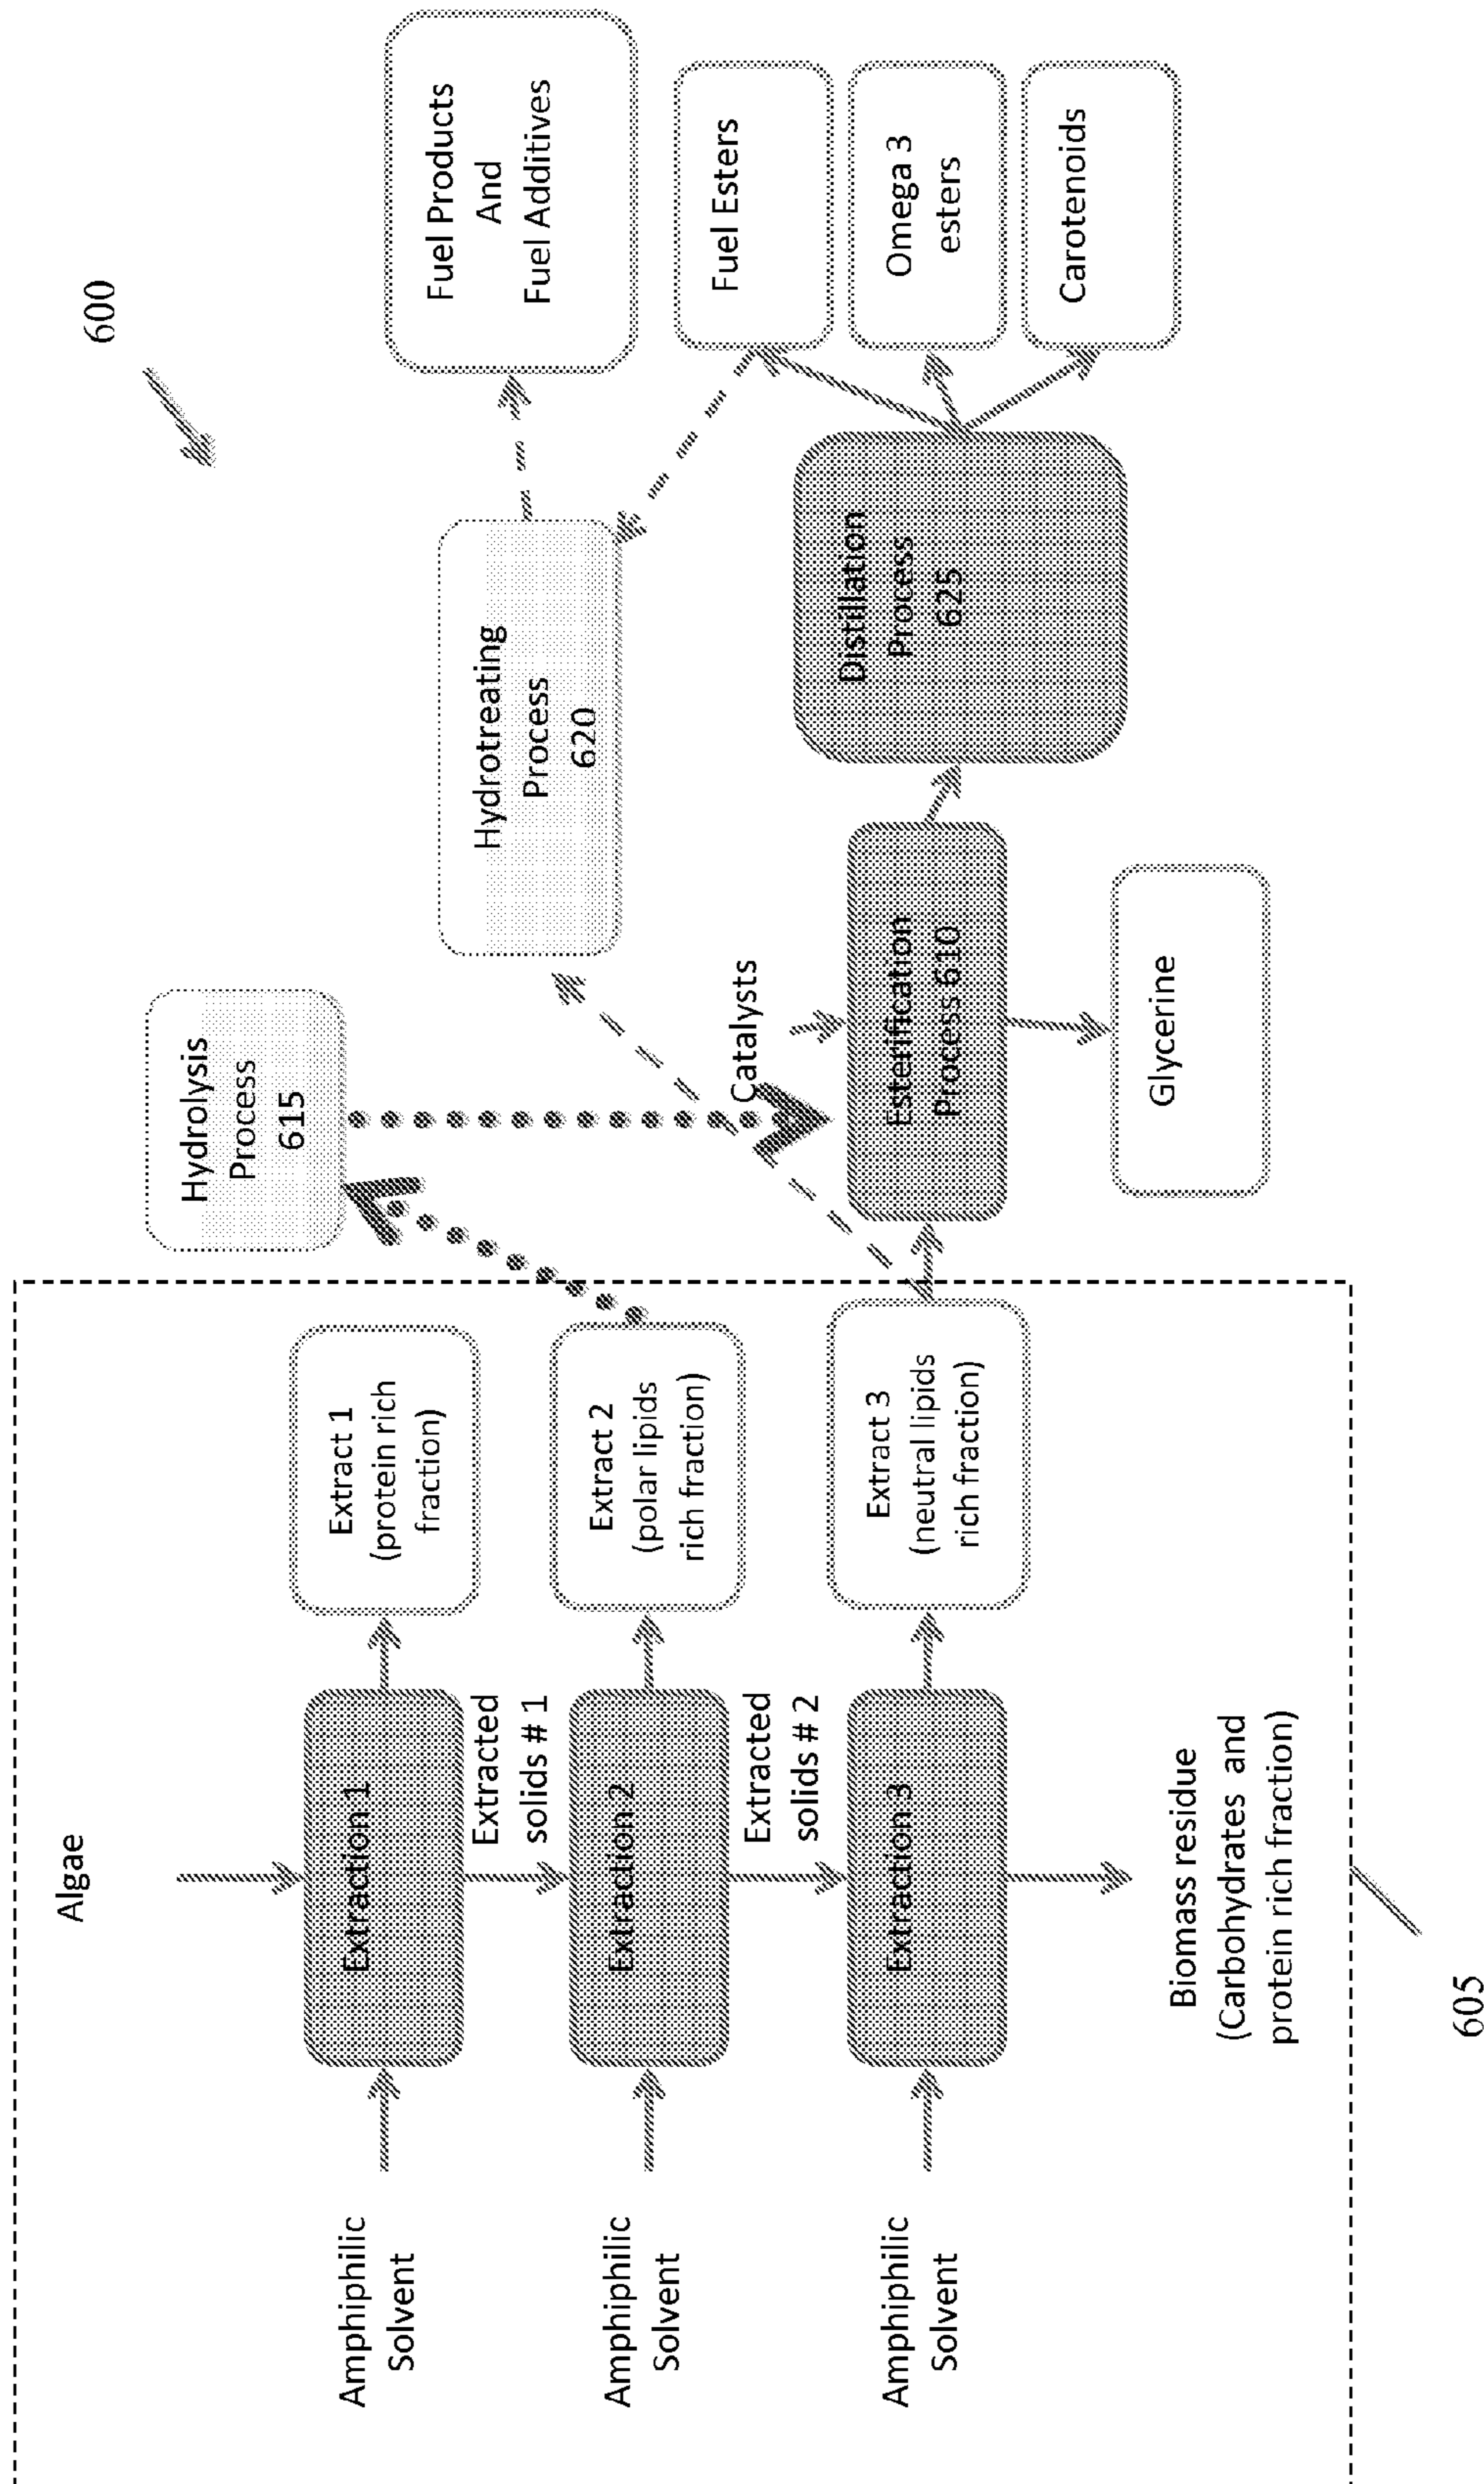 600
Algae
Amphiphilic
Solvent
Extraction 1
Extract 1
(protein rich
fraction)
Extracted
solids # 1
Amphiphilic
Solvent
Extraction 2
Extract 2
(polar lipids
rich fraction)
Extracted
solids # 2
Amphiphilic
Solvent
Extraction 3
Extract 3
(neutral lipids
rich fraction)
Biomass residue
(Carbohydrates and
protein rich fraction)
605
Hydrolysis
Process
615
Catalysts
Esterification
Process 610
Glycerine
Hydrotreating
Process
620
Distillation
Process
625
Fuel Products
And
Fuel Additives
Fuel Esters
Omega 3
esters
Carotenoids